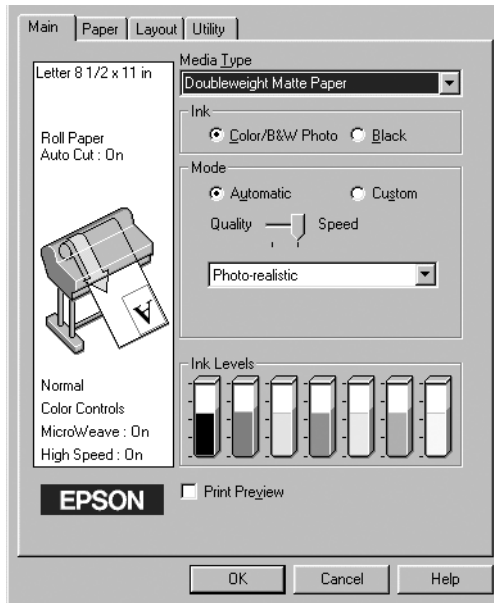 Main Paper Layout Utility
Letter 8 1/2 x 11 in
Roll Paper
Auto Cut : On
A
Normal
Color Controls
MicroWeave : On
High Speed : On
EPSON
Media Type
Doubleweight Matte Paper
Ink
Color/B&W Photo Black
Mode
Automatic Custom
Quality Speed
Photo-realistic
Ink Levels
Print Preview
OK Cancel Help